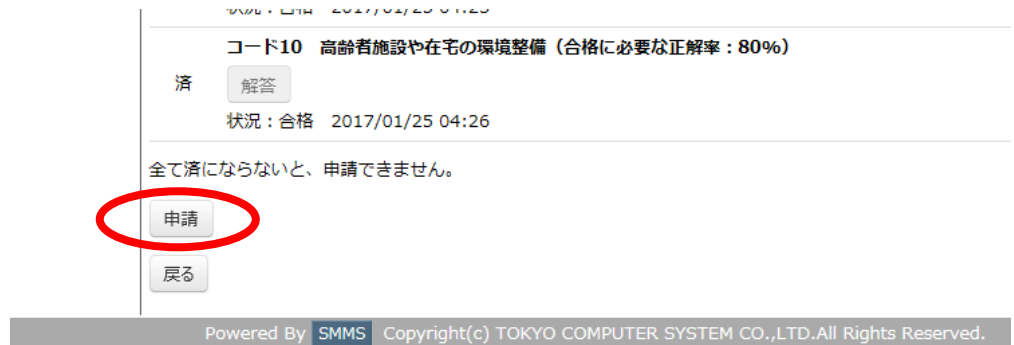 コード10　高齢者施設や在宅の環境整備（合格に必要な正解率：80%）
済
解答
状況：合格　2017/01/25 04:26
全て済にならないと、申請できません。
申請
戻る
Powered By SMMS Copyright(c) TOKYO COMPUTER SYSTEM CO.,LTD.All Rights Reserved.